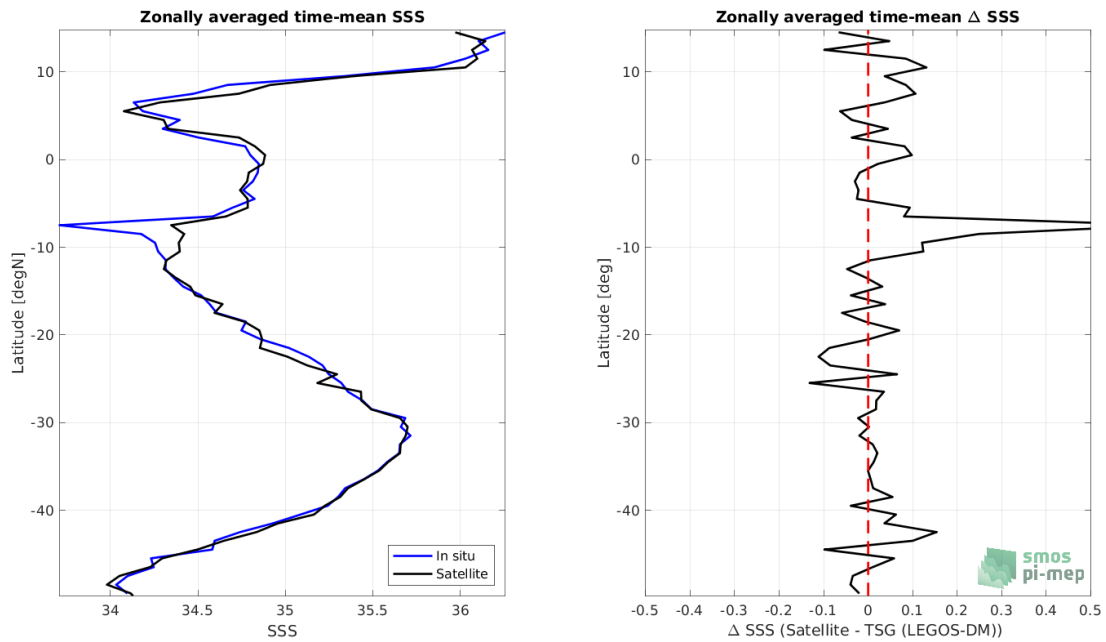 Zonally averaged time-mean SSS
Latitude [degN]
10
0
-10
-20
-30
-40
34
34.5
35
35.5
36
SSS
In situ
Satellite
Zonally averaged time-mean Δ SSS
Latitude [deg]
10
0
-10
-20
-30
-40
-0.5
-0.4
-0.3
-0.2
-0.1
0
0.1
0.2
0.3
0.4
0.5
Δ SSS (Satellite - TSG (LEGOS-DM))
smos
pi-mep